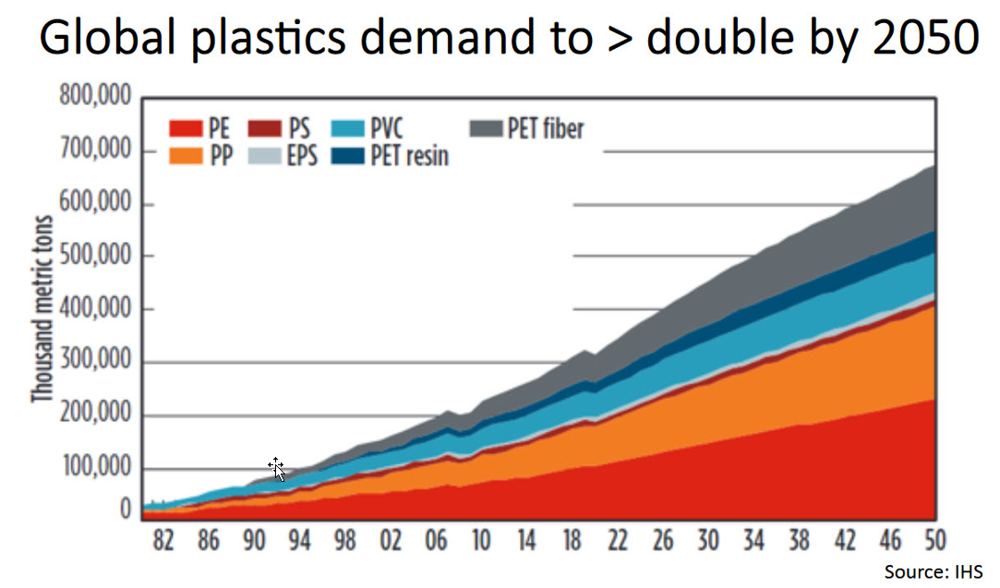 Global plastics demand to > double by 2050
800,000
700,000
600,000
500,000
400,000
300,000
200,000
100,000
0
Thousand metric tons
PE PS PVC PET fiber
PP EPS PET resin
82 86 90 94 98 02 06 10 14 18 22 26 30 34 38 42 46 50
Source: IHS